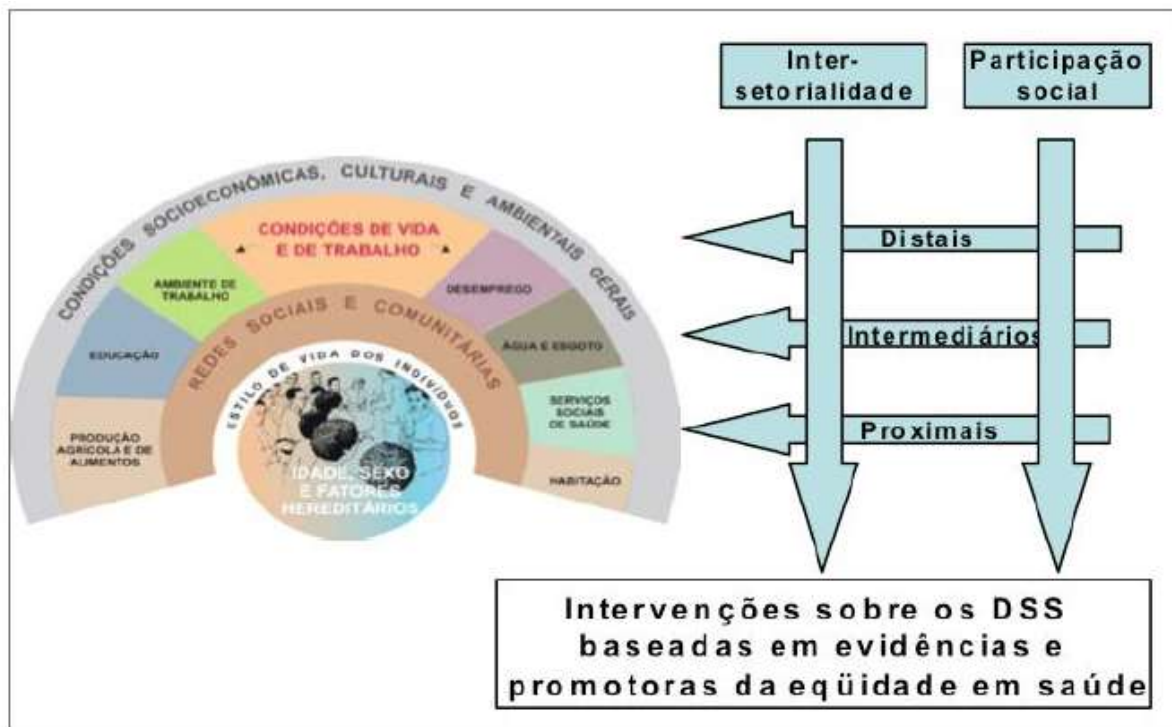 Inter-
setorialidade
Participação
social
CONDIÇÕES SOCIOECONÔMICAS, CULTURAIS E AMBIENTAIS GERAIS
CONDIÇÕES DE VIDA
E DE TRABALHO
AMBIENTE DE
TRABALHO
DESEMPREGO
EDUCAÇÃO
ÁGUA E ESGOTO
PRODUÇÃO
AGRÍCOLA E DE
ALIMENTOS
SERVIÇOS
SOCIAIS
DE SAÚDE
HABITAÇÃO
REDES SOCIAIS E COMUNITÁRIAS
ESTILO DE VIDA DOS INDIVÍDUOS
IDADE, SEXO
E FATORES
HEREDITÁRIOS
Distais
Intermediários
Proximais
Intervenções sobre os DSS
baseadas em evidências e
promotoras da eqüidade em saúde